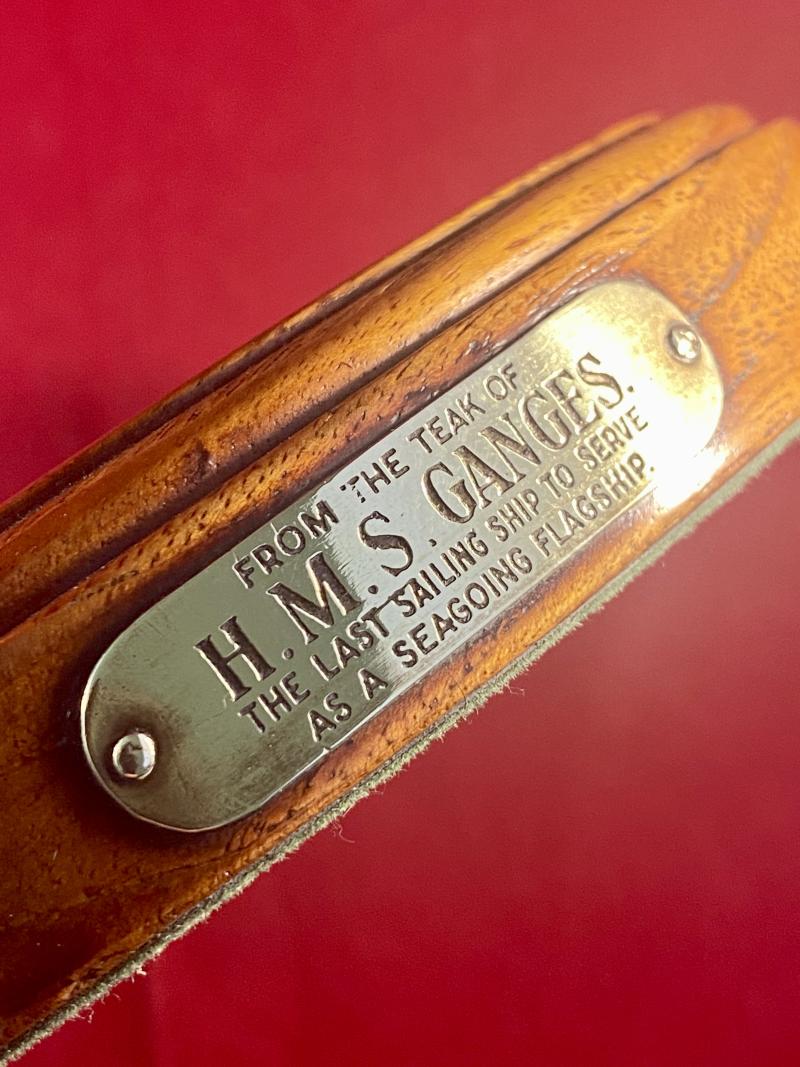 FROM THE TEAK OF
H.M.S. GANGES.
THE LAST SAILING SHIP TO SERVE
AS A SEAGOING FLAGSHIP.